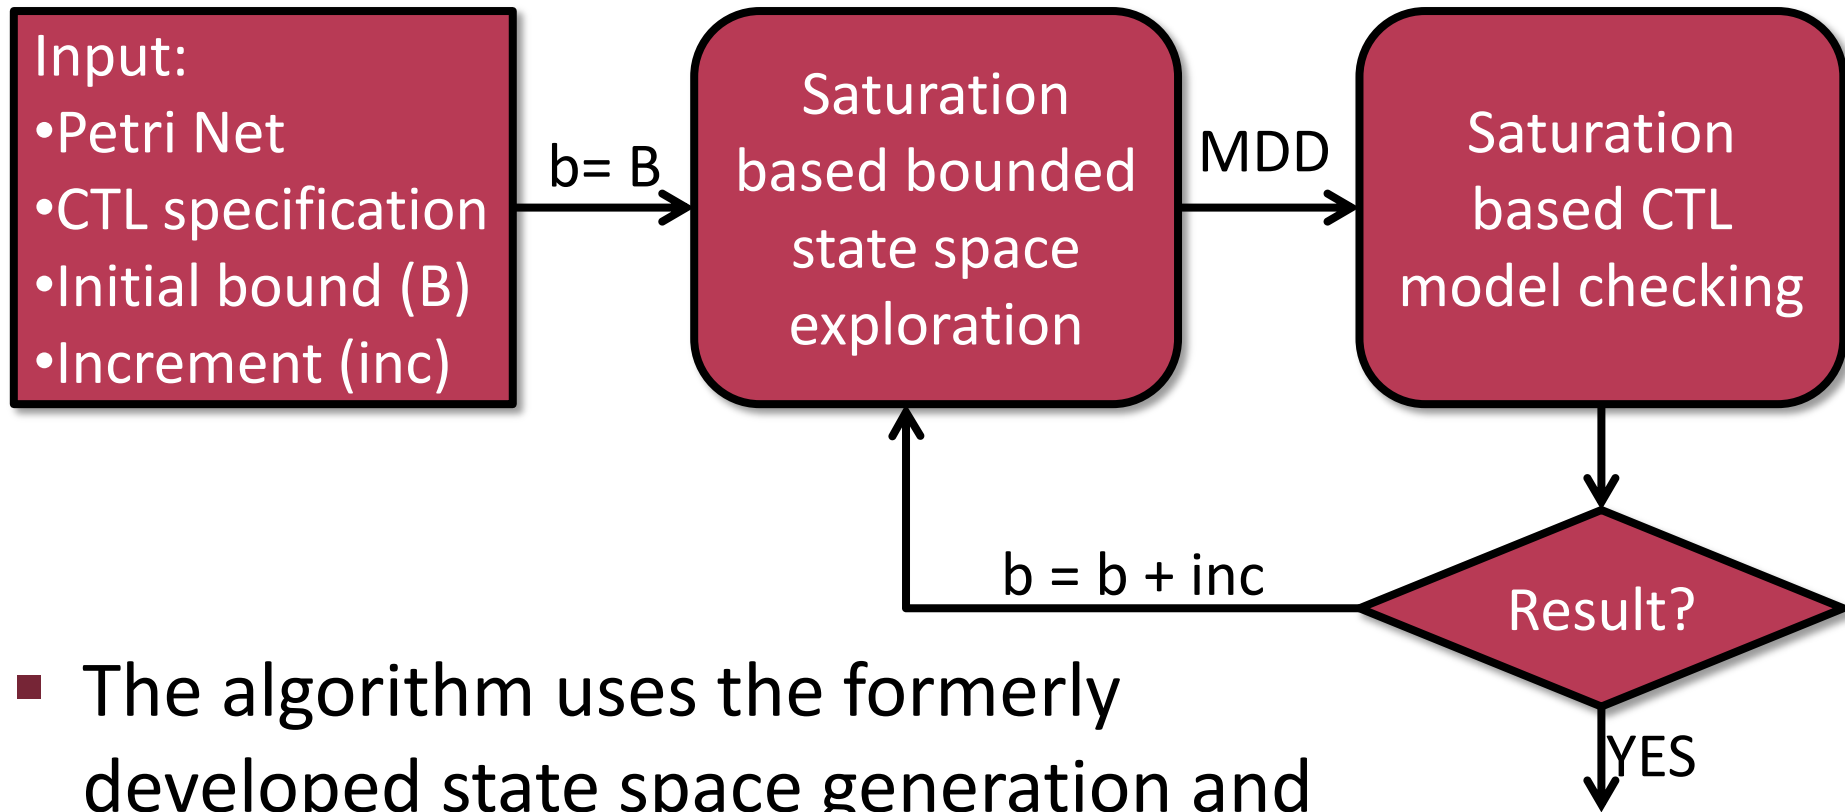 Input:
•Petri Net
•CTL specification
•Initial bound (B)
•Increment (inc)
b= B
Saturation
based bounded
state space
exploration
MDD
Saturation
based CTL
model checking
b = b + inc
Result?
YES
▪ The algorithm uses the formerly
developed state space generation and